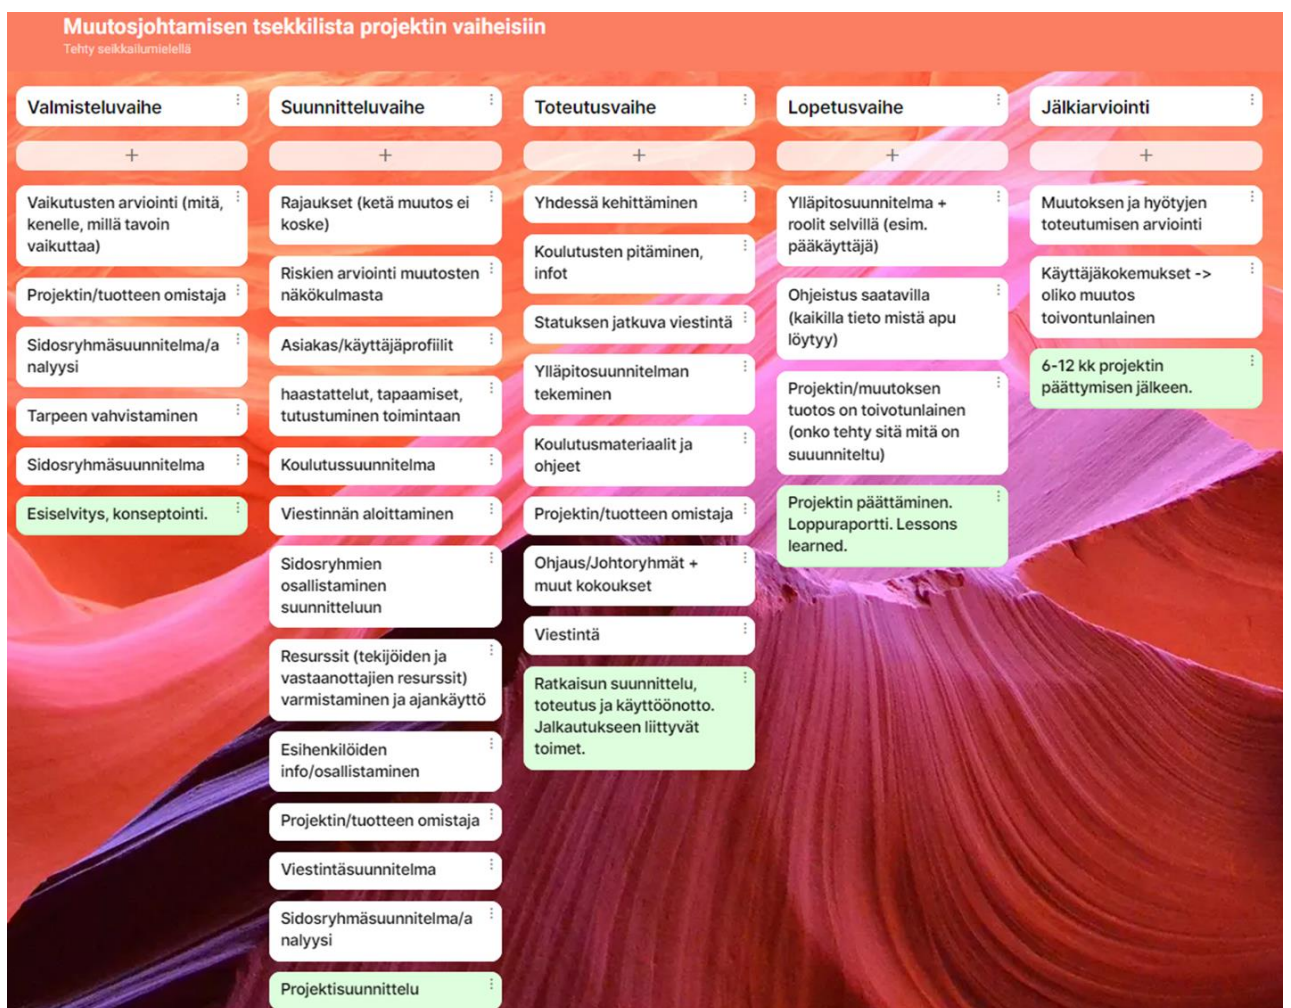 Muutosjohtamisen tsekkilista projektin vaiheisiin
Tehty seikkailumielellä
Valmisteluvaihe
+
Vaikutusten arviointi (mitä,
kenelle, millä tavoin
vaikuttaa)
Projektin/tuotteen omistaja
Sidosryhmäsuunnitelma/a
nalyysi
Tarpeen vahvistaminen
Sidosryhmäsuunnitelma
Esiselvitys, konseptointi.
Suunnitteluvaihe
+
Rajaukset (ketä muutos ei
koske)
Riskien arviointi muutosten
näkökulmasta
Asiakas/käyttäjäprofiilit
haastattelut, tapaamiset,
tutustuminen toimintaan
Koulutussuunnitelma
Viestinnän aloittaminen
Sidosryhmien
osallistaminen
suunnitteluun
Resurssit (tekijöiden ja
vastaanottajien resurssit)
varmistaminen ja ajankäyttö
Esihenkilöiden
info/osallistaminen
Projektin/tuotteen omistaja
Viestintäsuunnitelma
Sidosryhmäsuunnitelma/a
nalyysi
Projektisuunnittelu
Toteutusvaihe
+
Yhdessä kehittäminen
Koulutusten pitäminen,
infot
Statuksen jatkuva viestintä
Ylläpitosuunnitelman
tekeminen
Koulutusmateriaalit ja
ohjeet
Projektin/tuotteen omistaja
Ohjaus/Johtoryhmät +
muut kokoukset
Viestintä
Ratkaisun suunnittelu,
toteutus ja käyttöönotto.
Jalkautukseen liittyvät
toimet.
Lopetusvaihe
+
Ylläpitosuunnitelma +
roolit selvillä (esim.
pääkäyttäjä)
Ohjeistus saatavilla
(kaikilla tieto mistä apu
löytyy)
Projektin/muutoksen
tuotos on toivotunlainen
(onko tehty sitä mitä on
suuunniteltu)
Projektin päättäminen.
Loppuraportti. Lessons
learned.
Jälkiarviointi
+
Muutoksen ja hyötyjen
toteutumisen arviointi
Käyttäjäkokemukset ->
oliko muutos
toivontunlainen
6-12 kk projektin
päättymisen jälkeen.